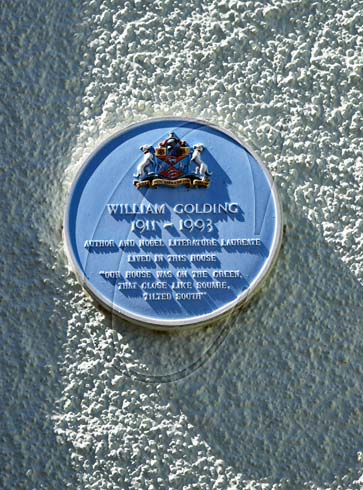 WILLIAM GOLDING
1911 - 1993
AUTHOR AND NOBEL LITERATURE LAUREATE
LIVED IN THIS HOUSE
"OUR HOUSE WAS ON THE GREEN,
THAT CLOSE LIKE SQUARE,
TILTED SOUTH"